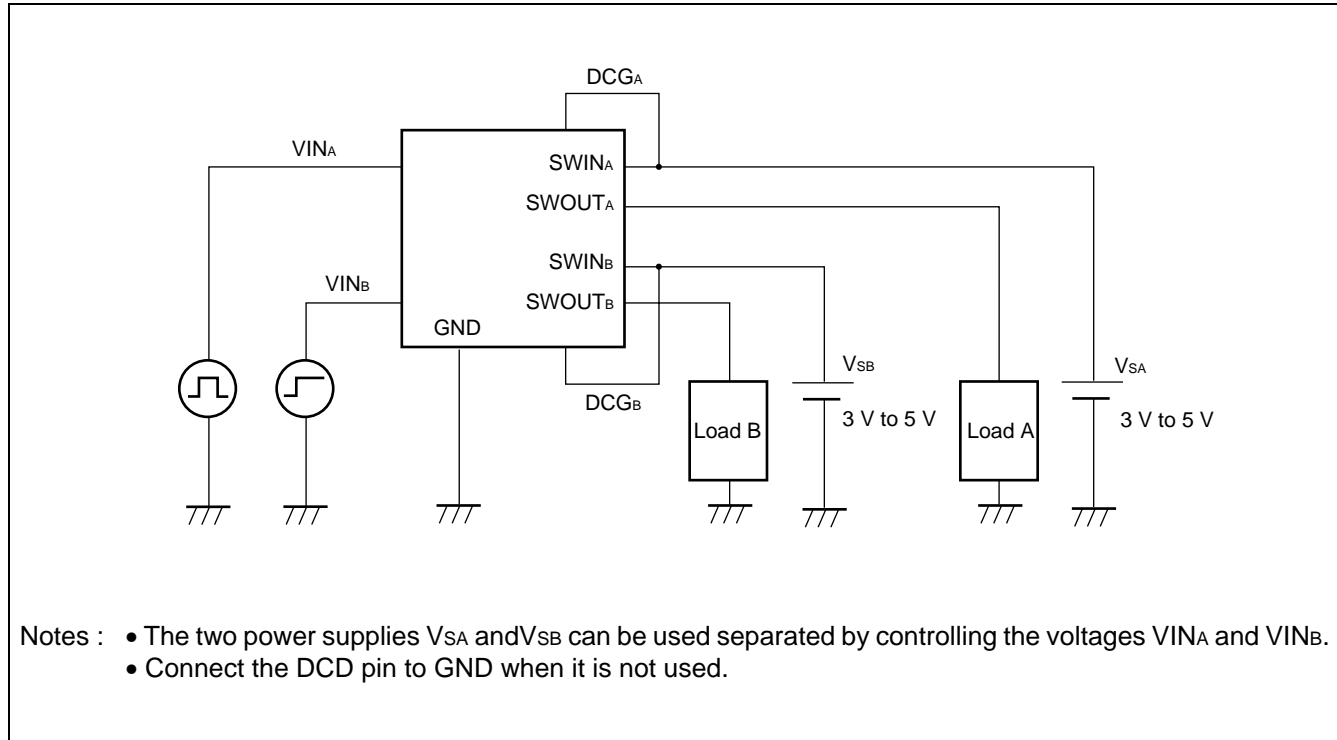 DCGA
VINA
SWINA
SWOUTA
SWINB
VINB
SWOUTB
GND
VSB
VSA
DCGB
3 V to 5 V
3 V to 5 V
Load B
Load A
Notes : • The two power supplies VSA andVSB can be used separated by controlling the voltages VINA and VINB.
• Connect the DCD pin to GND when it is not used.